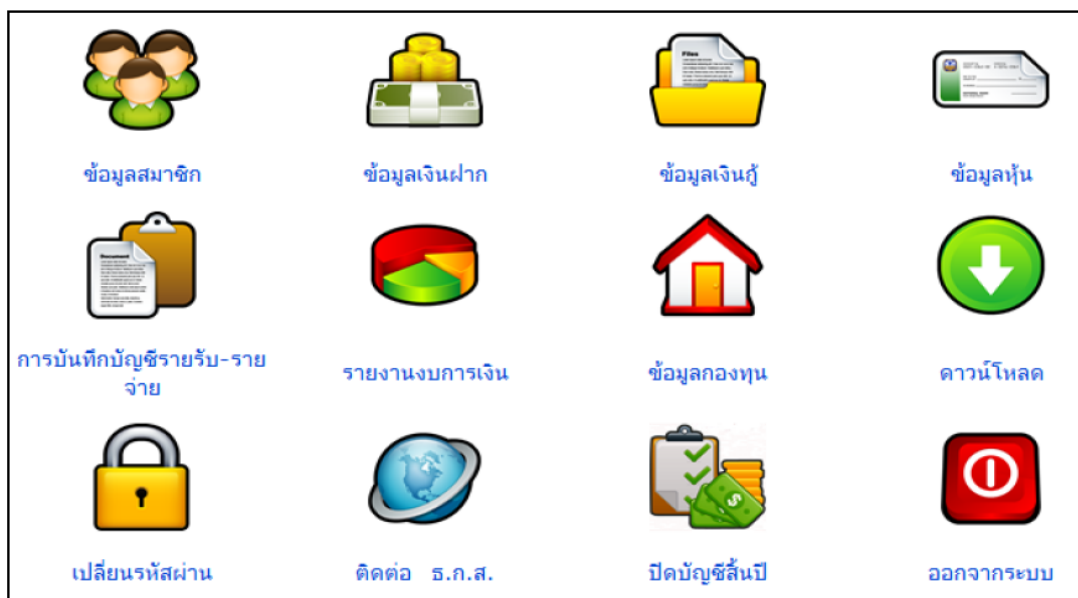 Files
ข้อมูลสมาชิก
ข้อมูลเงินฝาก
ข้อมูลเงินกู้
ข้อมูลหุ้น
Document
การบันทึกบัญชีรายรับ-ราย
จ่าย
รายงานงบการเงิน
ข้อมูลกองทุน
ดาวน์โหลด
เปลี่ยนรหัสผ่าน
ติดต่อ ธ.ก.ส.
ปิดบัญชีสิ้นปี
ออกจากระบบ